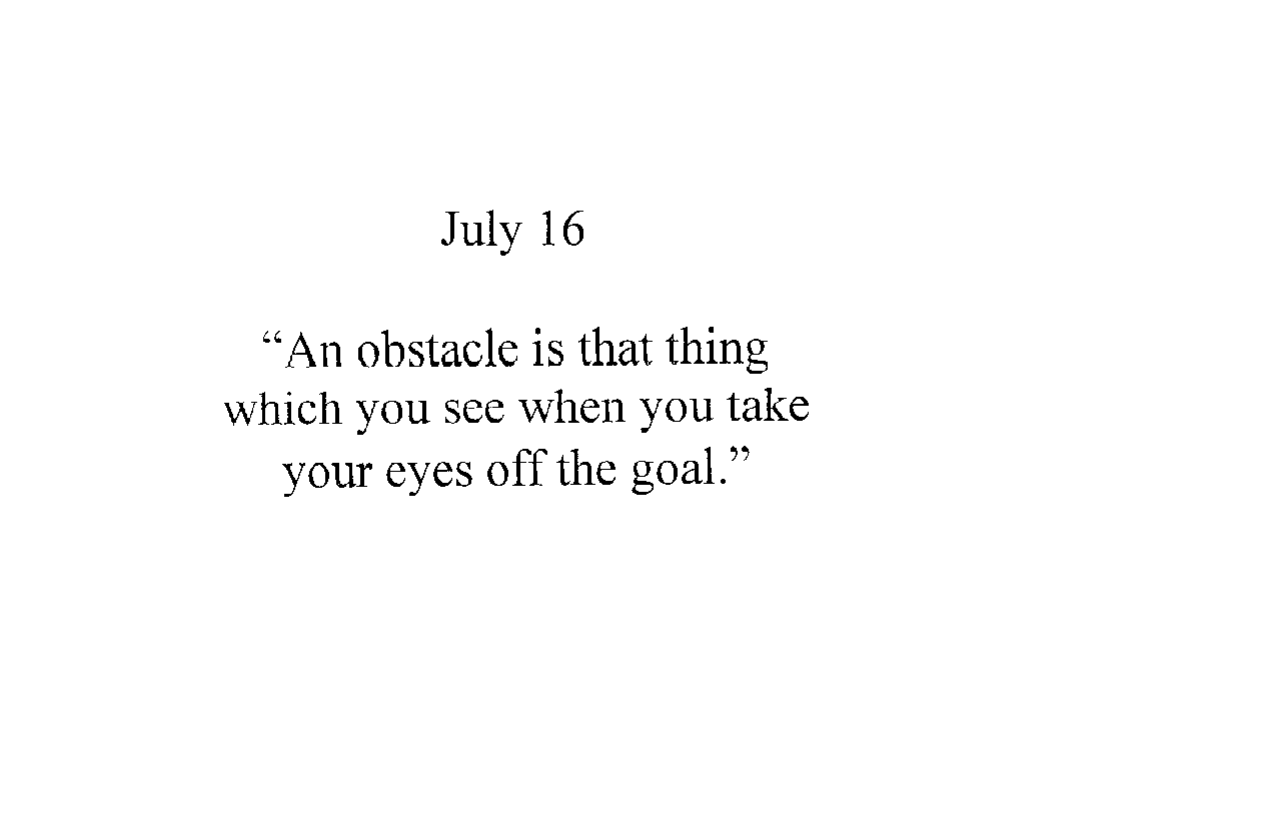 July 16
“An obstacle is that thing
which you see when you take
your eyes off the goal.”